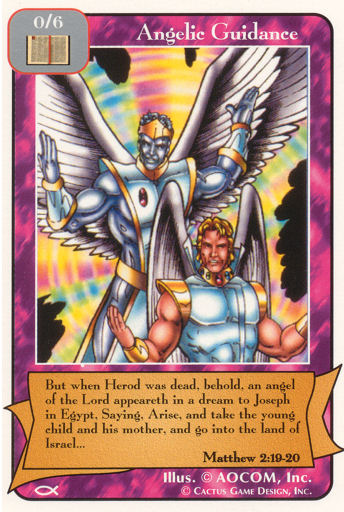 Angelic Guidance
0/6
But when Herod was dead, behold, an angel
of the Lord appeareth in a dream to Joseph
in Egypt, Saying, Arise, and take the young
child and his mother, and go into the land of
Israel...
Matthew 2:19-20
Illus. © AOCOM, Inc.
© Cactus Game Design, Inc.